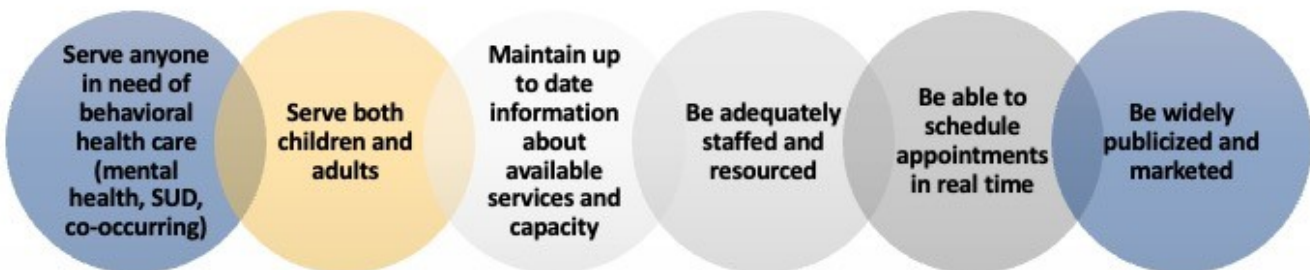 Serve anyone
in need of
behavioral
health care
(mental
health, SUD,
co-occurring)
Serve both
children and
adults
Maintain up
to date
information
about
available
services and
capacity
Be adequately
staffed and
resourced
Be able to
schedule
appointments
in real time
Be widely
publicized and
marketed